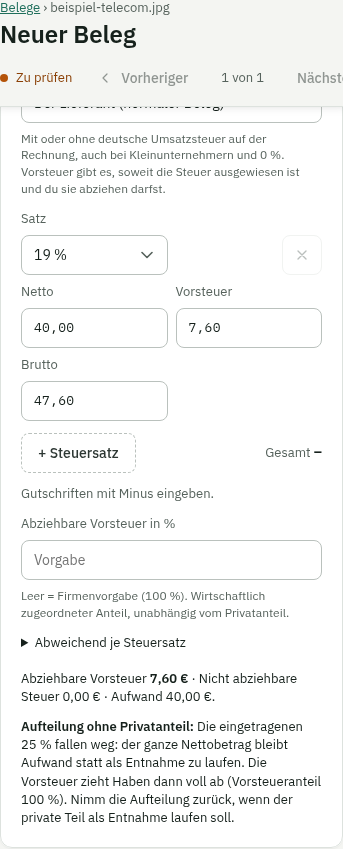 Belege › beispiel-telecom.jpg
Neuer Beleg
Zu prüfen
Vorheriger
1 von 1
Nächst
Der Lieferant (normaler Beleg)
Mit oder ohne deutsche Umsatzsteuer auf der
Rechnung, auch bei Kleinunternehmern und 0 %.
Vorsteuer gibt es, soweit die Steuer ausgewiesen ist
und du sie abziehen darfst.
Satz
19 %
Netto
Vorsteuer
40,00
7,60
Brutto
47,60
+ Steuersatz
Gesamt –
Gutschriften mit Minus eingeben.
Abziehbare Vorsteuer in %
Vorgabe
Leer = Firmenvorgabe (100 %). Wirtschaftlich
zugeordneter Anteil, unabhängig vom Privatanteil.
Abweichend je Steuersatz
Abziehbare Vorsteuer 7,60 € · Nicht abziehbare
Steuer 0,00 € · Aufwand 40,00 €.
Aufteilung ohne Privatanteil: Die eingetragenen
25 % fallen weg: der ganze Nettobetrag bleibt
Aufwand statt als Entnahme zu laufen. Die
Vorsteuer zieht Haben dann voll ab (Vorsteueranteil
100 %). Nimm die Aufteilung zurück, wenn der
private Teil als Entnahme laufen soll.